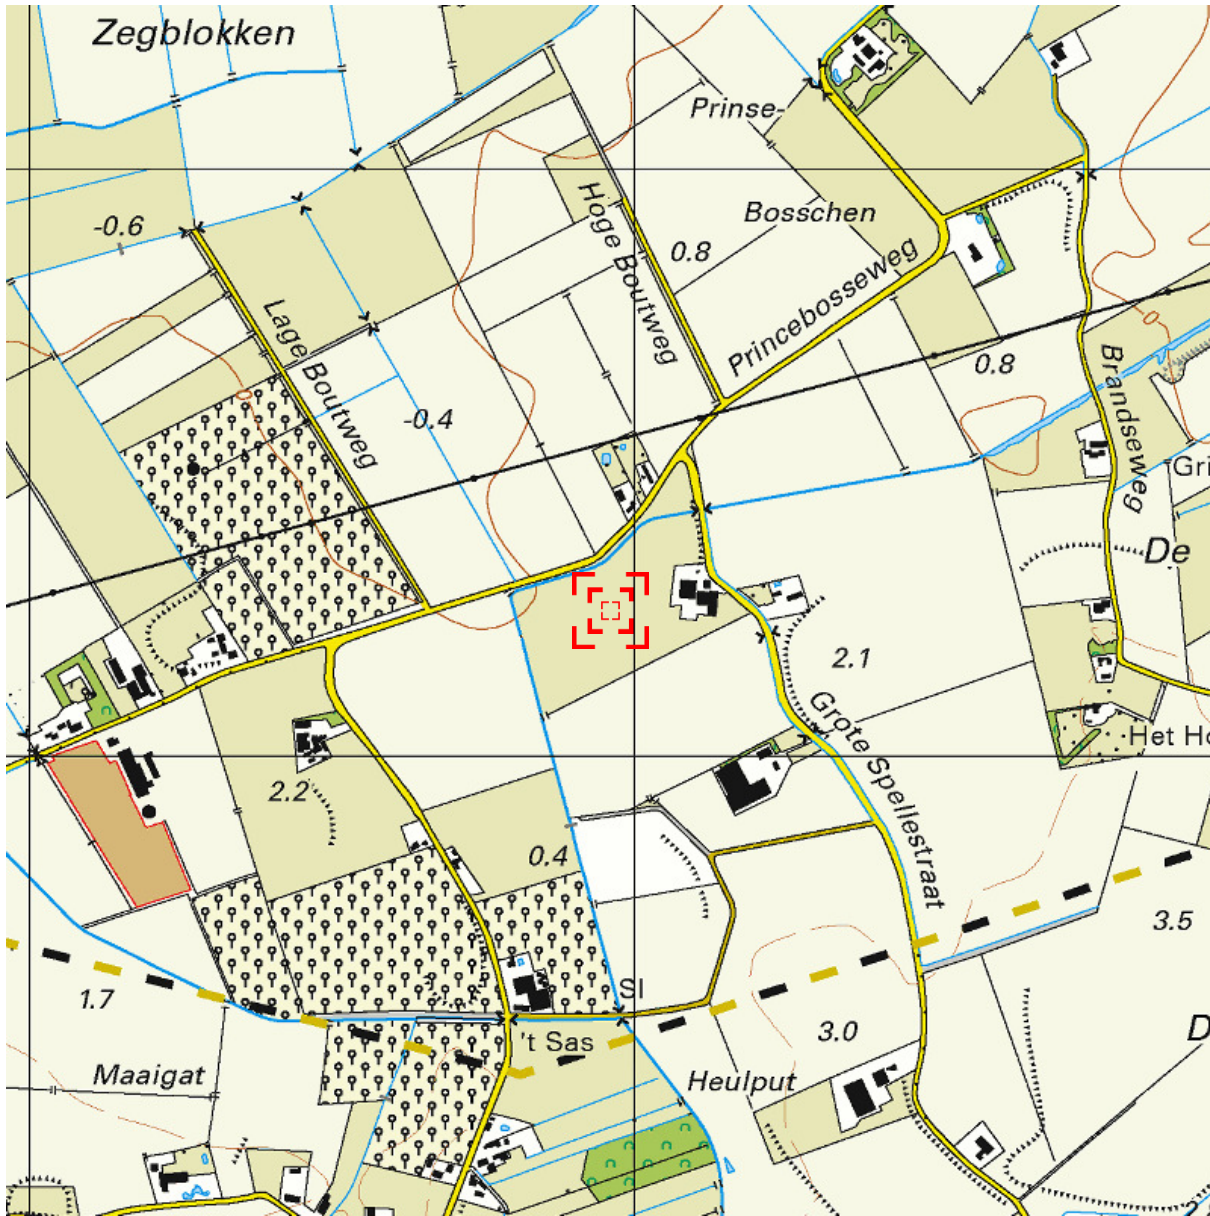 Zegblokken
Prinse-
Bosschen
-0.6
Hoge Boutweg
0.8
Princebosseweg
Lage Boutweg
0.8
Brandseweg
-0.4
Gri
De
2.1
Grote Spellestraat
Het Ho
2.2
0.4
3.5
1.7
Sl
't Sas
3.0
D
Maaigat
Heulput